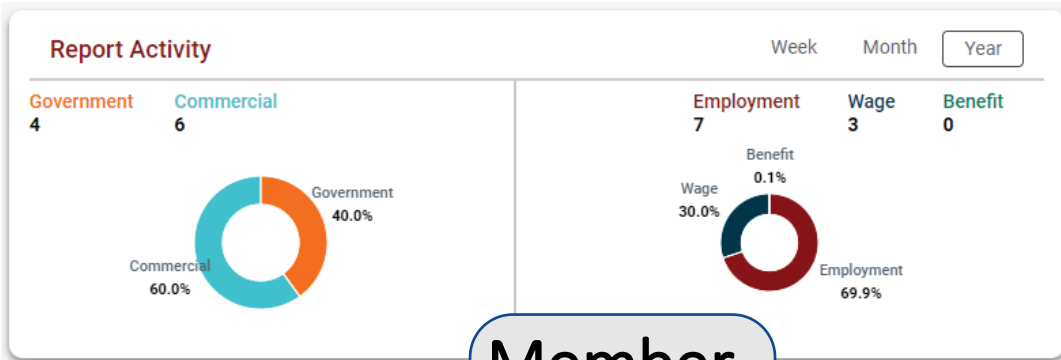 Report Activity
Week Month Year
Government Commercial
4 6
Government
40.0%
Commercial
60.0%
Employment Wage Benefit
7 3 0
Benefit
0.1%
Wage
30.0%
Employment
69.9%
Member